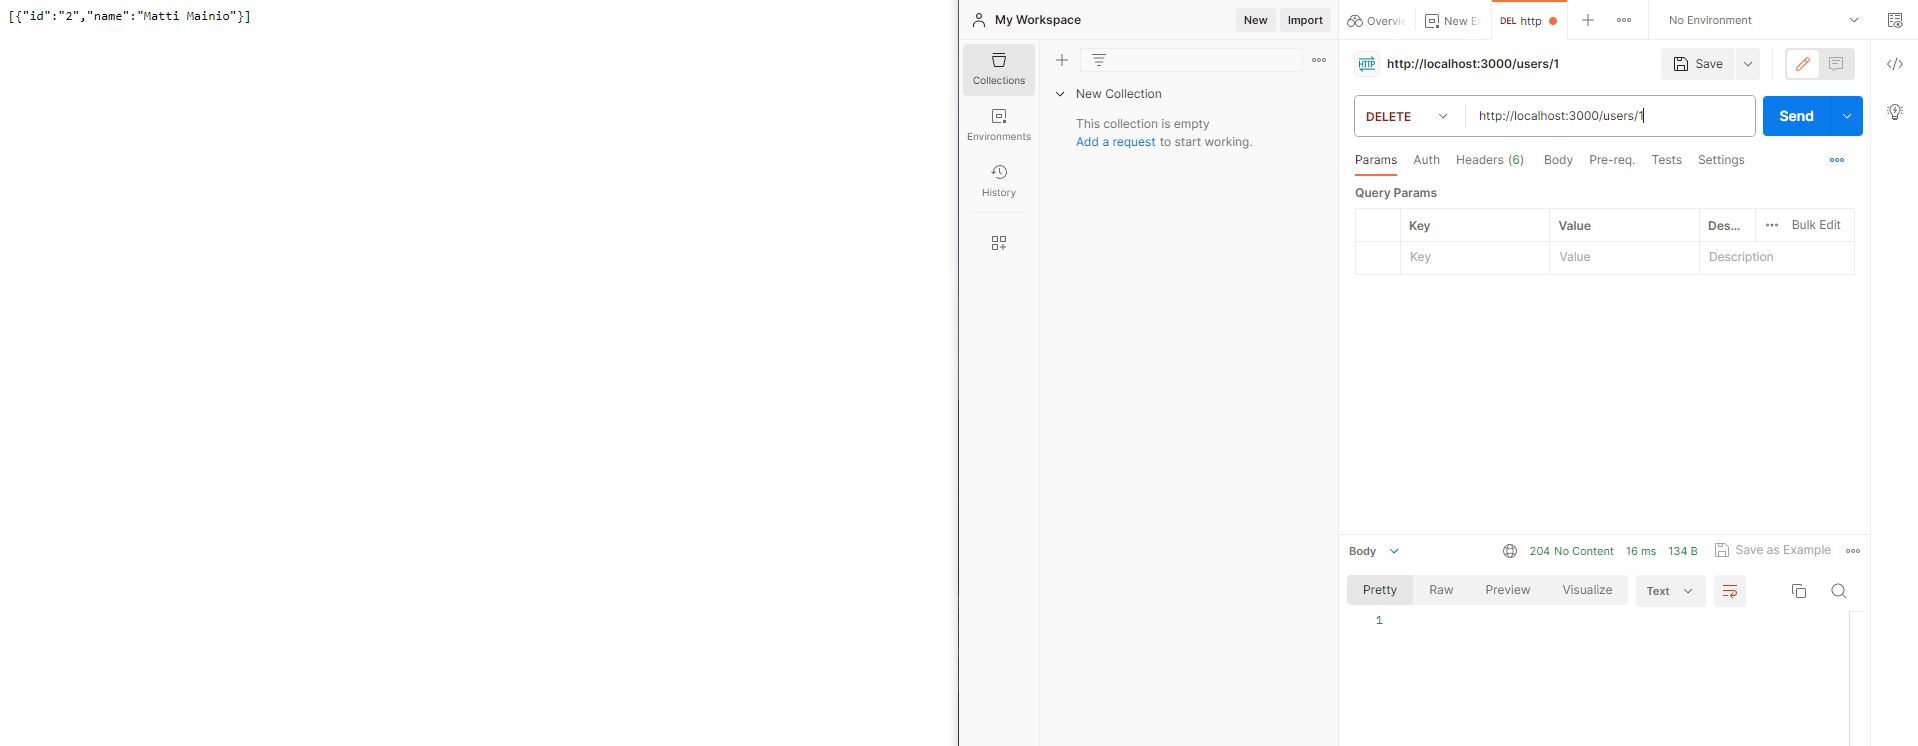 [{"id":"2","name":"Matti Mainio"}]
My Workspace
New
Import
Collections
Environments
History
New Collection
This collection is empty
Add a request to start working.
Overvi
New E
DEL http
No Environment
HTTP
http://localhost:3000/users/1
Save
DELETE
http://localhost:3000/users/1
Send
Params Auth Headers (6) Body Pre-req. Tests Settings
Query Params
Key Value Des... Bulk Edit
Key Value Description
Body
204 No Content 16 ms 134 B Save as Example
Pretty Raw Preview Visualize Text
1